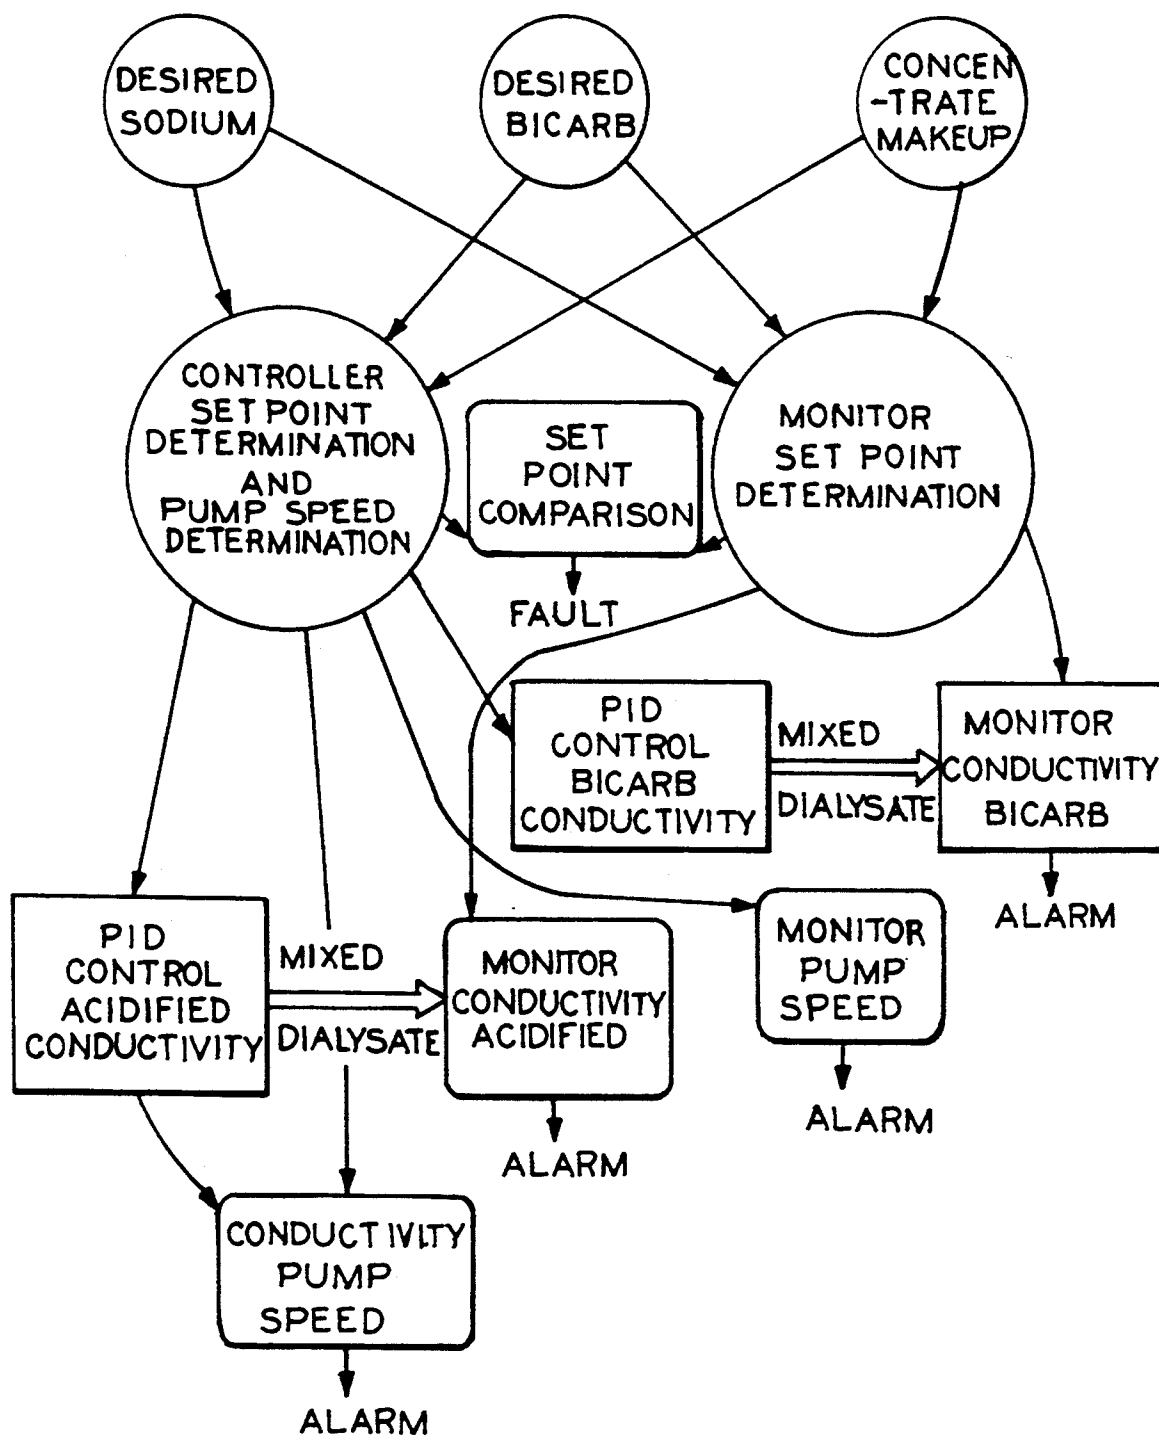 DESIRED
SODIUM
DESIRED
BICARB
CONCEN
-TRATE
MAKEUP
CONTROLLER
SET POINT
DETERMINATION
AND
PUMP SPEED
DETERMINATION
SET
POINT
COMPARISON
MONITOR
SET POINT
DETERMINATION
FAULT
PID
CONTROL
BICARB
CONDUCTIVITY
MIXED
DIALYSATE
MONITOR
CONDUCTIVITY
BICARB
ALARM
PID
CONTROL
ACIDIFIED
CONDUCTIVITY
MIXED
DIALYSATE
MONITOR
CONDUCTIVITY
ACIDIFIED
MONITOR
PUMP
SPEED
ALARM
ALARM
CONDUCTIVITY
PUMP
SPEED
ALARM